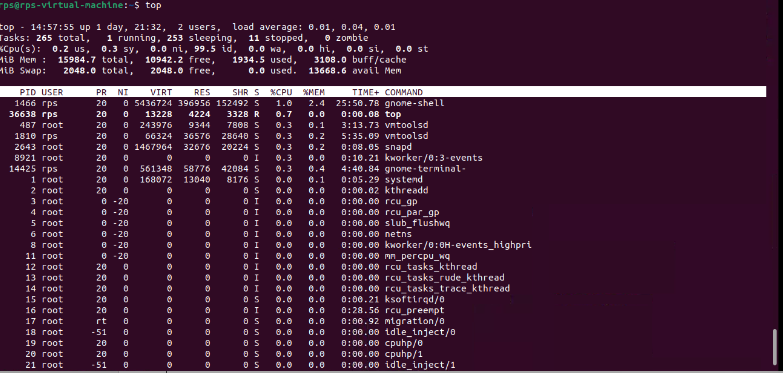 rps@rps-virtual-machine:~$ top
top - 14:57:55 up 1 day, 21:32,  2 users,  load average: 0.01, 0.04, 0.01
Tasks: 265 total,   1 running, 253 sleeping,  11 stopped,   0 zombie
%Cpu(s):  0.2 us,  0.3 sy,  0.0 ni, 99.5 id,  0.0 wa,  0.0 hi,  0.0 si,  0.0 st
MiB Mem :  15984.7 total,  10942.2 free,   1934.5 used,   3108.0 buff/cache
MiB Swap:   2048.0 total,   2048.0 free,      0.0 used.  13668.6 avail Mem
PID USER PR NI VIRT RES SHR S %CPU %MEM TIME+ COMMAND
1466 rps 20 0 5436724 396956 152492 S 1.0 2.4 25:50.78 gnome-shell
36638 rps 20 0 13228 4224 3328 R 0.7 0.0 0:00.08 top
487 root 20 0 243976 9344 7808 S 0.3 0.1 3:13.73 vmtoolsd
1810 rps 20 0 66324 36576 28640 S 0.3 0.2 5:35.09 vmtoolsd
2643 root 20 0 1467964 32676 20224 S 0.3 0.2 0:08.05 snapd
8921 root 20 0 0 0 0 I 0.3 0.0 0:10.21 kworker/0:3-events
14425 rps 20 0 561348 58776 42084 S 0.3 0.4 4:40.84 gnome-terminal-
1 root 20 0 168072 13040 8176 S 0.0 0.1 0:05.29 systemd
2 root 20 0 0 0 0 S 0.0 0.0 0:00.02 kthreadd
3 root 0 -20 0 0 0 I 0.0 0.0 0:00.00 rcu_gp
4 root 0 -20 0 0 0 I 0.0 0.0 0:00.00 rcu_par_gp
5 root 0 -20 0 0 0 I 0.0 0.0 0:00.00 slub_flushwq
6 root 0 -20 0 0 0 I 0.0 0.0 0:00.00 netns
8 root 0 -20 0 0 0 I 0.0 0.0 0:00.00 kworker/0:0H-events_highpri
11 root 0 -20 0 0 0 I 0.0 0.0 0:00.00 mm_percpu_wq
12 root 20 0 0 0 0 I 0.0 0.0 0:00.00 rcu_tasks_kthread
13 root 20 0 0 0 0 I 0.0 0.0 0:00.00 rcu_tasks_rude_kthread
14 root 20 0 0 0 0 I 0.0 0.0 0:00.00 rcu_tasks_trace_kthread
15 root 20 0 0 0 0 S 0.0 0.0 0:00.21 ksoftirqd/0
16 root 20 0 0 0 0 I 0.0 0.0 0:28.56 rcu_preempt
17 root rt 0 0 0 0 S 0.0 0.0 0:00.92 migration/0
18 root -51 0 0 0 0 S 0.0 0.0 0:00.00 idle_inject/0
19 root 20 0 0 0 0 S 0.0 0.0 0:00.00 cpuhp/0
20 root 20 0 0 0 0 S 0.0 0.0 0:00.00 cpuhp/1
21 root -51 0 0 0 0 S 0.0 0.0 0:00.00 idle_inject/1